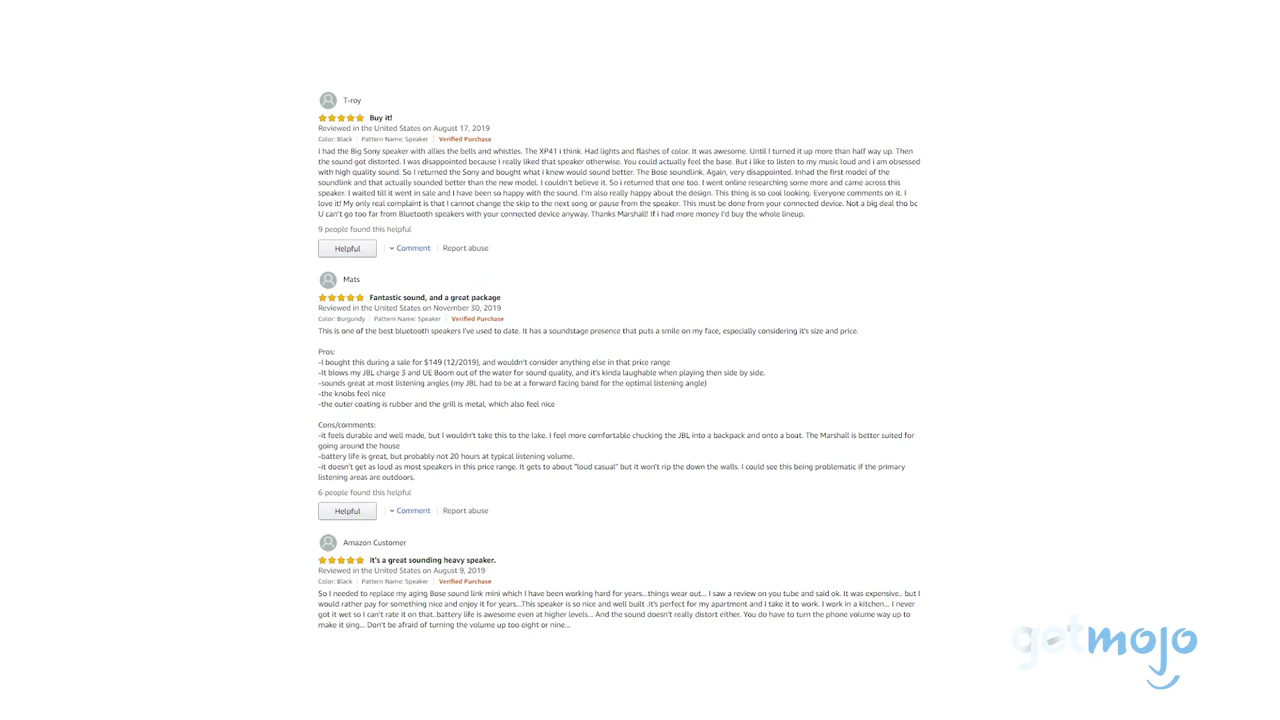 T-roy
Buy it!
Reviewed in the United States on August 17, 2019
Color: Black | Pattern Name: Speaker | Verified Purchase
I had the Big Sony speaker with allies the bells and whistles. The XP41 i think. Had lights and flashes of color. It was awesome. Until I turned it up more than half way up. Then
the sound got distorted. I was disappointed because I really liked that speaker otherwise. You could actually feel the base. But i like to listen to my music loud and i am obsessed
with high quality sound. So I returned the Sony and bought what i knew would sound better. The Bose soundlink. Again, very disappointed. Inhad the first model of the
soundlink and that actually sounded better than the new model. I couldn't believe it. So i returned that one too. I went online researching some more and came across this
speaker. I waited till it went in sale and I have been so happy with the sound. I'm also really happy about the design. This thing is so cool looking. Everyone comments on it. I
love it! My only real complaint is that I cannot change the skip to the next song or pause from the speaker. This must be done from your connected device. Not a big deal tho bc
U can't go too far from Bluetooth speakers with your connected device anyway. Thanks Marshall! If i had more money I'd buy the whole lineup.
9 people found this helpful
Helpful | Comment | Report abuse
Mats
Fantastic sound, and a great package
Reviewed in the United States on November 30, 2019
Color: Burgundy | Pattern Name: Speaker | Verified Purchase
This is one of the best bluetooth speakers I've used to date. It has a soundstage presence that puts a smile on my face, especially considering it's size and price.
Pros:
-I bought this during a sale for $149 (12/2019), and wouldn't consider anything else in that price range
-It blows my JBL charge 3 and UE Boom out of the water for sound quality, and it's kinda laughable when playing then side by side.
-sounds great at most listening angles (my JBL had to be at a forward facing band for the optimal listening angle)
-the knobs feel nice
-the outer coating is rubber and the grill is metal, which also feel nice
Cons/comments:
-it feels durable and well made, but I wouldn't take this to the lake. I feel more comfortable chucking the JBL into a backpack and onto a boat. The Marshall is better suited for
going around the house
-battery life is great, but probably not 20 hours at typical listening volume.
-it doesn't get as loud as most speakers in this price range. It gets to about "loud casual" but it won't rip the down the walls. I could see this being problematic if the primary
listening areas are outdoors.
6 people found this helpful
Helpful | Comment | Report abuse
Amazon Customer
It's a great sounding heavy speaker.
Reviewed in the United States on August 9, 2019
Color: Black | Pattern Name: Speaker | Verified Purchase
So I needed to replace my aging Bose sound link mini which I have been working hard for years...things wear out... I saw a review on you tube and said ok. It was expensive.. but I
would rather pay for something nice and enjoy it for years...This speaker is so nice and well built .It's perfect for my apartment and I take it to work. I work in a kitchen... I never
got it wet so I can't rate it on that..battery life is awesome even at higher levels... And the sound doesn't really distort either. You do have to turn the phone volume way up to
make it sing... Don't be afraid of turning the volume up too eight or nine...
getmojo